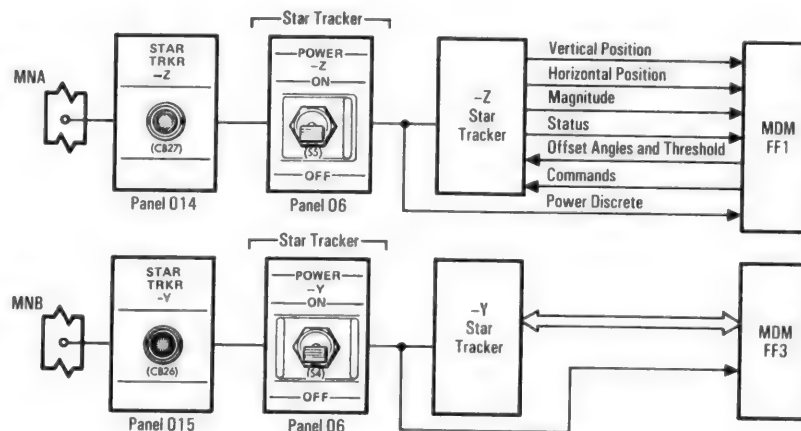 Star Tracker
MNA
STAR
TRKR
-Z
(CB27)
Panel O14
POWER
-Z
ON
(S5)
OFF
Panel O6
-Z
Star
Tracker
Vertical Position
Horizontal Position
Magnitude
Status
Offset Angles and Threshold
Commands
Power Discrete
MDM
FF1
Star Tracker
MNB
STAR
TRKR
-Y
(CB26)
Panel O15
POWER
-Y
ON
(S4)
OFF
Panel O6
-Y
Star
Tracker
MDM
FF3